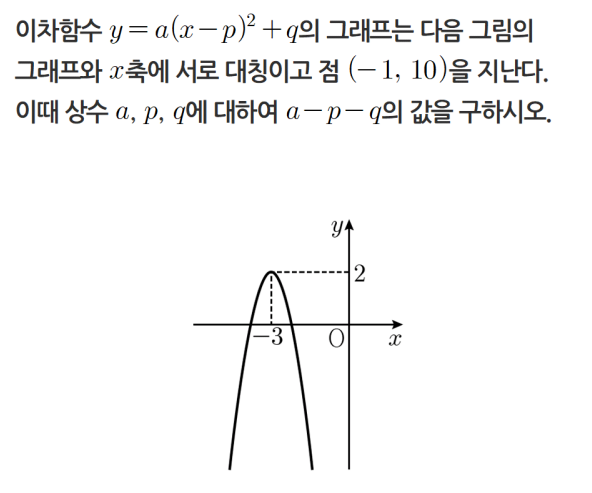 이차함수 y=a(x-p)²+q의 그래프는 다음 그림의
그래프와 x축에 서로 대칭이고 점 (-1, 10)을 지난다.
이때 상수 a, p, q에 대하여 a-p-q의 값을 구하시오.
y
2
-3
O
x